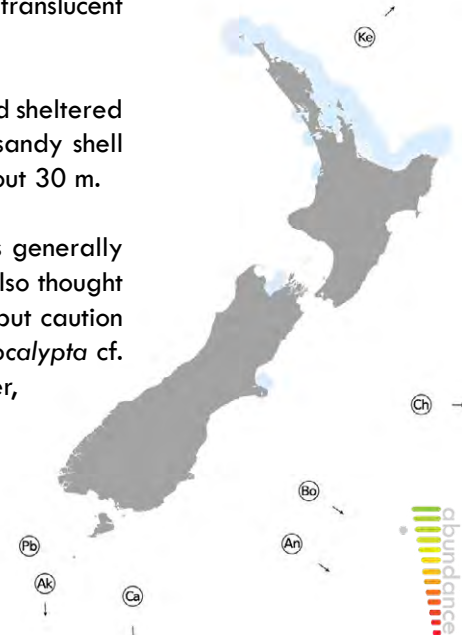 translucent
d sheltered
sandy shell
out 30 m.
s generally
lso thought
but caution
ocalypta cf.
er,
Ke
Ch
Bo
An
Pb
Ak
Ca
abundance